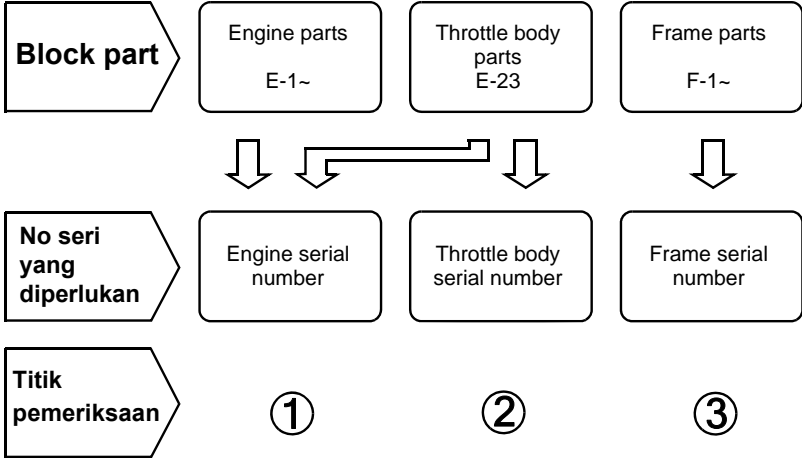 Block part
Engine parts
E-1~
Throttle body
parts
E-23
Frame parts
F-1~
No seri
yang
diperlukan
Engine serial
number
Throttle body
serial number
Frame serial
number
Titik
pemeriksaan
①
②
③